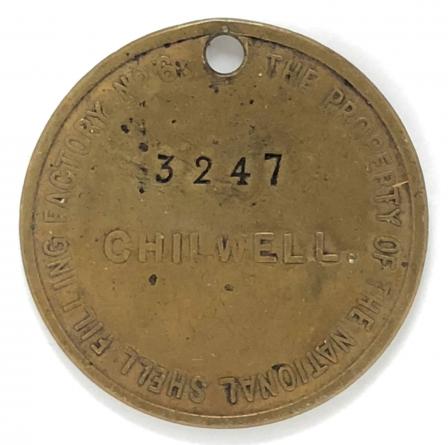 THE PROPERTY OF THE NATIONAL SHELL FILLING FACTORY No 6.
3247
CHILWELL.